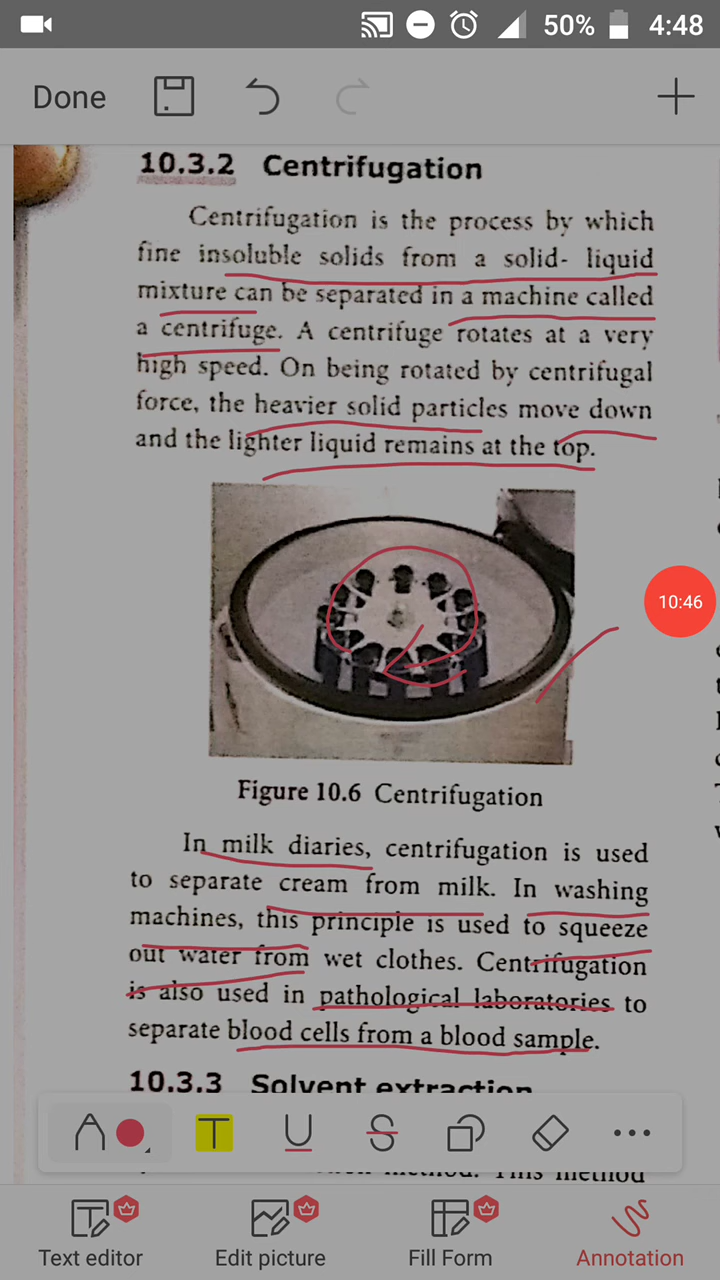 50% 4:48
Done
10.3.2 Centrifugation
Centrifugation is the process by which
fine insoluble solids from a solid- liquid
mixture can be separated in a machine called
a centrifuge. A centrifuge rotates at a very
high speed. On being rotated by centrifugal
force, the heavier solid particles move down
and the lighter liquid remains at the top.
10:46
Figure 10.6 Centrifugation
In milk diaries, centrifugation is used
to separate cream from milk. In washing
machines, this principle is used to squeeze
out water from wet clothes. Centrifugation
is also used in pathological laboratories to
separate blood cells from a blood sample.
10.3.3 Solvent extraction
T U S
method. This method
Text editor Edit picture Fill Form Annotation